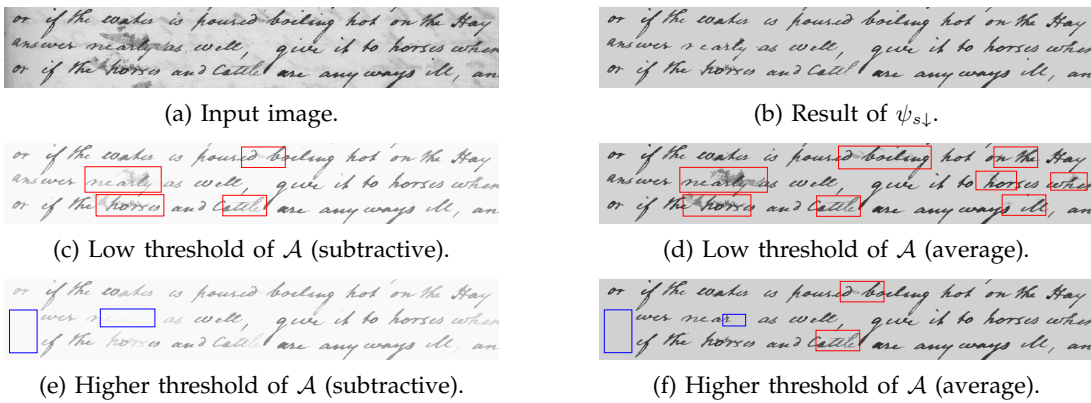 or if the water is poured boiling hot on the Hay
answer nearly as well, give it to horses when
or if the horses and Cattle are any ways ill, an
(a) Input image.
or if the water is poured boiling hot on the Hay
answer nearly as well, give it to horses when
or if the horses and Cattle are any ways ill, an
(b) Result of ψs↓.
or if the water is poured boiling hot on the Hay
answer nearly as well, give it to horses when
or if the horses and Cattle are any ways ill, an
(c) Low threshold of A (subtractive).
or if the water is poured boiling hot on the Hay
answer nearly as well, give it to horses when
or if the horses and Cattle are any ways ill, an
(d) Low threshold of A (average).
or if the water is poured boiling hot on the Hay
wer n as well, give it to horses when
if the horses and Cattle are any ways ill, an
(e) Higher threshold of A (subtractive).
or if the water is poured boiling hot on the Hay
wer near as well, give it to horses when
if the horses and Cattle are any ways ill, an
(f) Higher threshold of A (average).